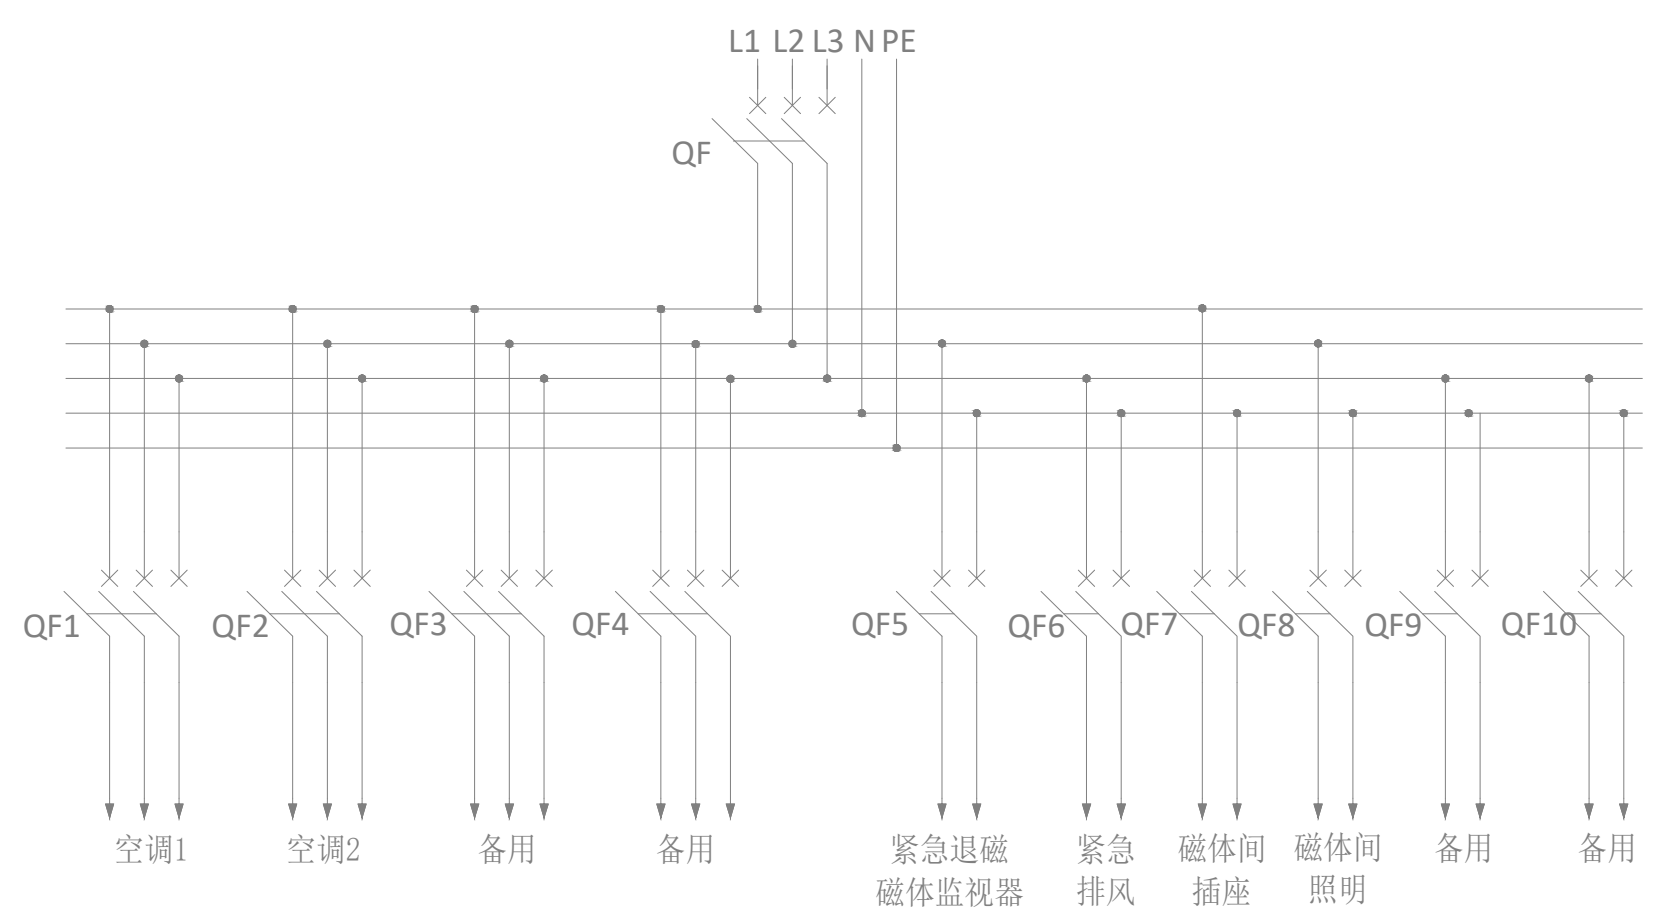 L1 L2 L3 N PE
QF
QF1 QF2 QF3 QF4 QF5 QF6 QF7 QF8 QF9 QF10
空调1 空调2 备用 备用 紧急退磁 紧急 磁体间 磁体间 备用 备用
磁体监视器 排风 插座 照明